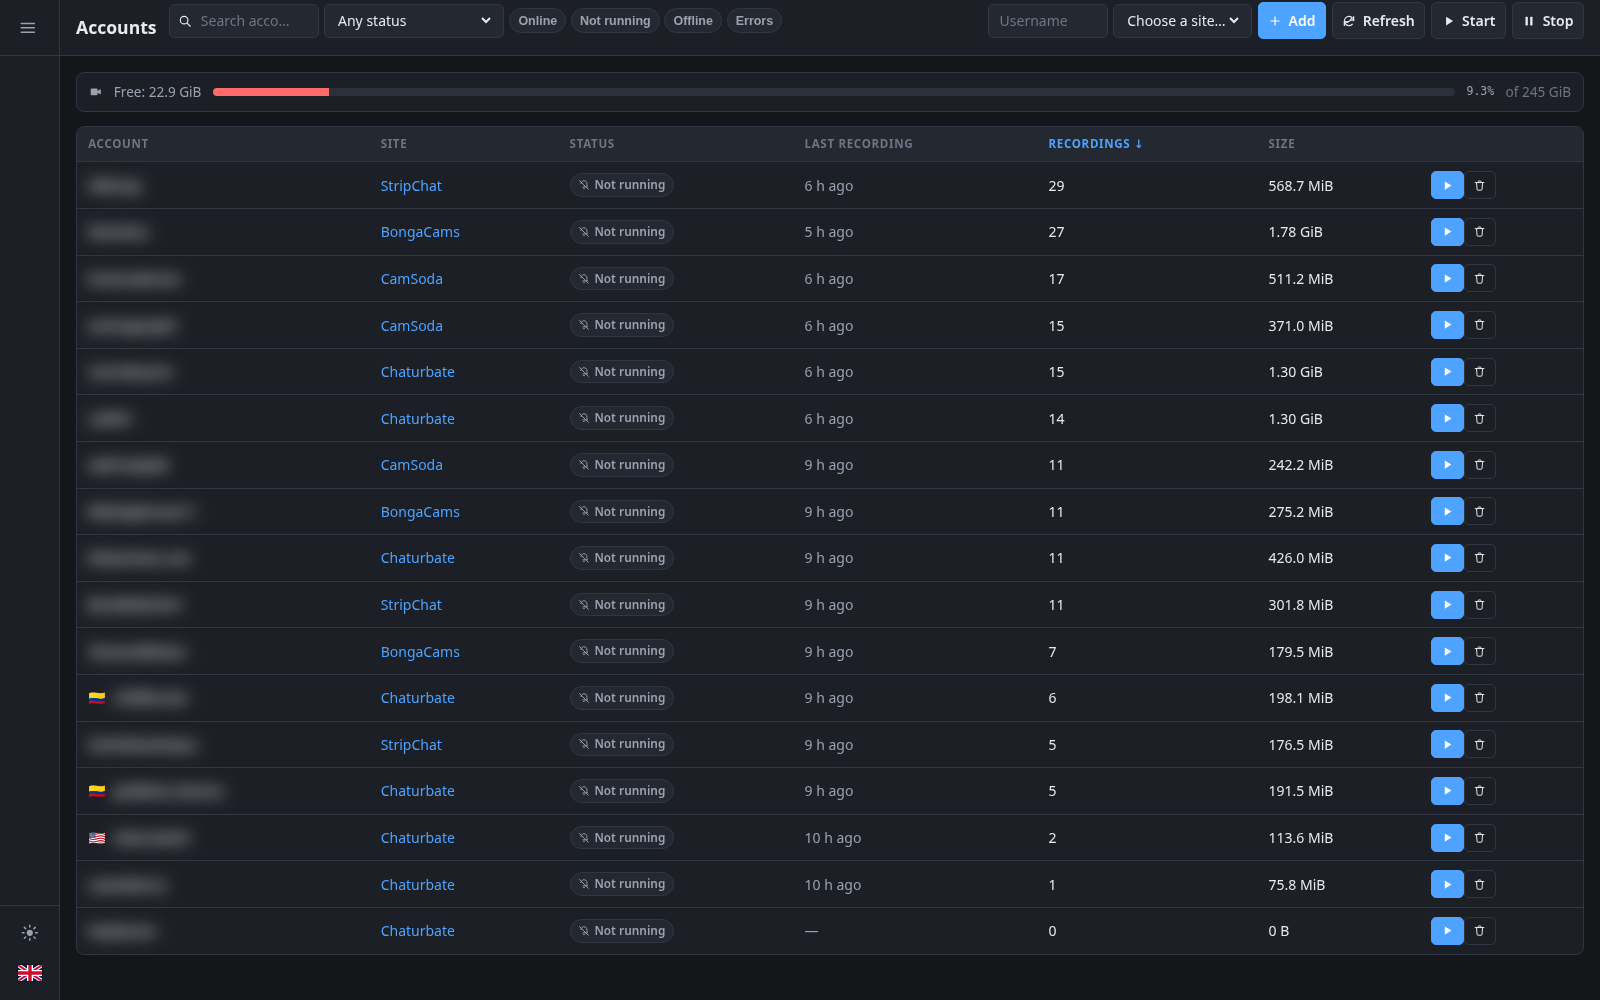 Accounts
Search acco...
Any status
Online
Not running
Offline
Errors
Username
Choose a site...
Add
Refresh
Start
Stop
Free: 22.9 GiB
9.3%
of 245 GiB
ACCOUNT SITE STATUS LAST RECORDING RECORDINGS ↓ SIZE
StripChat Not running 6 h ago 29 568.7 MiB
BongaCams Not running 5 h ago 27 1.78 GiB
CamSoda Not running 6 h ago 17 511.2 MiB
CamSoda Not running 6 h ago 15 371.0 MiB
Chaturbate Not running 6 h ago 15 1.30 GiB
Chaturbate Not running 6 h ago 14 1.30 GiB
CamSoda Not running 9 h ago 11 242.2 MiB
BongaCams Not running 9 h ago 11 275.2 MiB
Chaturbate Not running 9 h ago 11 426.0 MiB
StripChat Not running 9 h ago 11 301.8 MiB
BongaCams Not running 9 h ago 7 179.5 MiB
Chaturbate Not running 9 h ago 6 198.1 MiB
StripChat Not running 9 h ago 5 176.5 MiB
Chaturbate Not running 9 h ago 5 191.5 MiB
Chaturbate Not running 10 h ago 2 113.6 MiB
Chaturbate Not running 10 h ago 1 75.8 MiB
Chaturbate Not running — 0 0 B